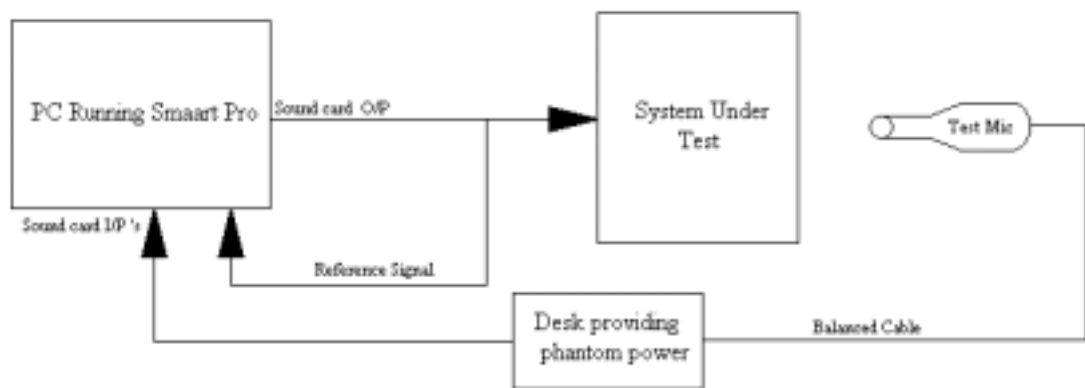 PC Running Smaart Pro
Sound card O/P
System Under
Test
Test Mic
Sound card I/P 's
Reference Signal
Desk providing
phantom power
Balanced Cable